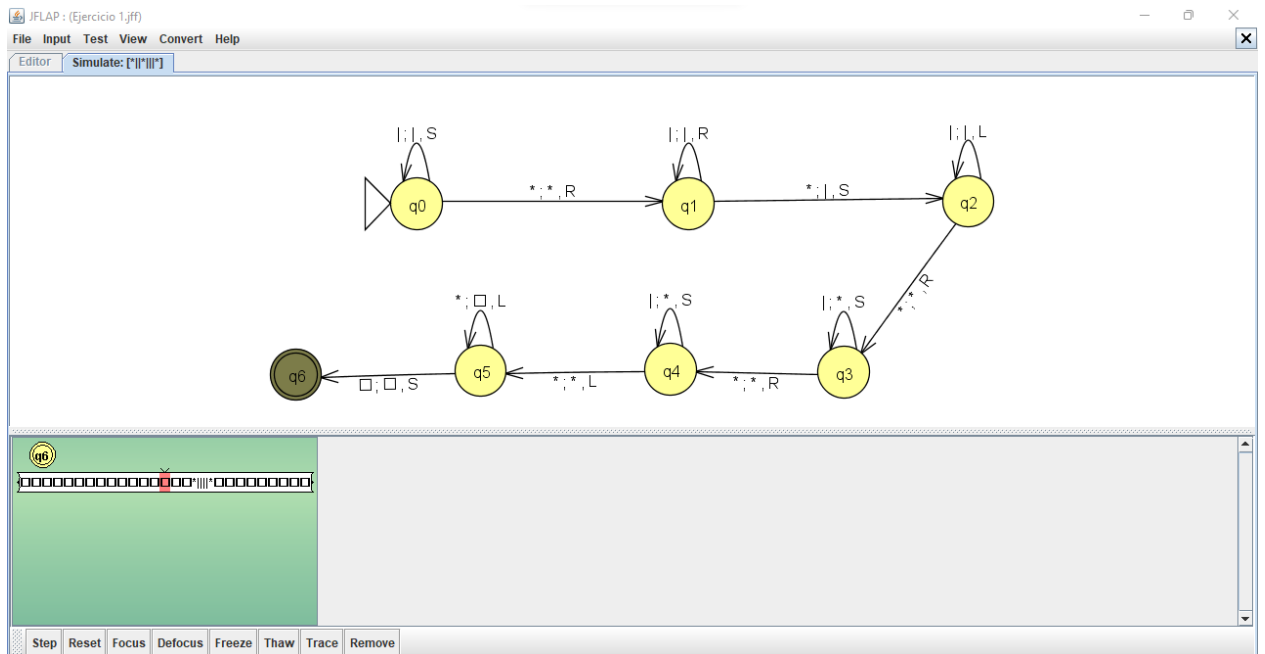 JFLAP : (Ejercicio 1.jff)
File Input Test View Convert Help
Editor Simulate: [*||*|||*]
|;|,S |;|,R |;|,L
q0 *;*,R q1 *;|,S q2
*;*,R
*;□,L |;*,S |;*,S
q6 □;□,S q5 *;*,L q4 *;*,R q3
q6
□□□□□□□□□□□□□□□□*||||*□□□□□□□□□
Step Reset Focus Defocus Freeze Thaw Trace Remove